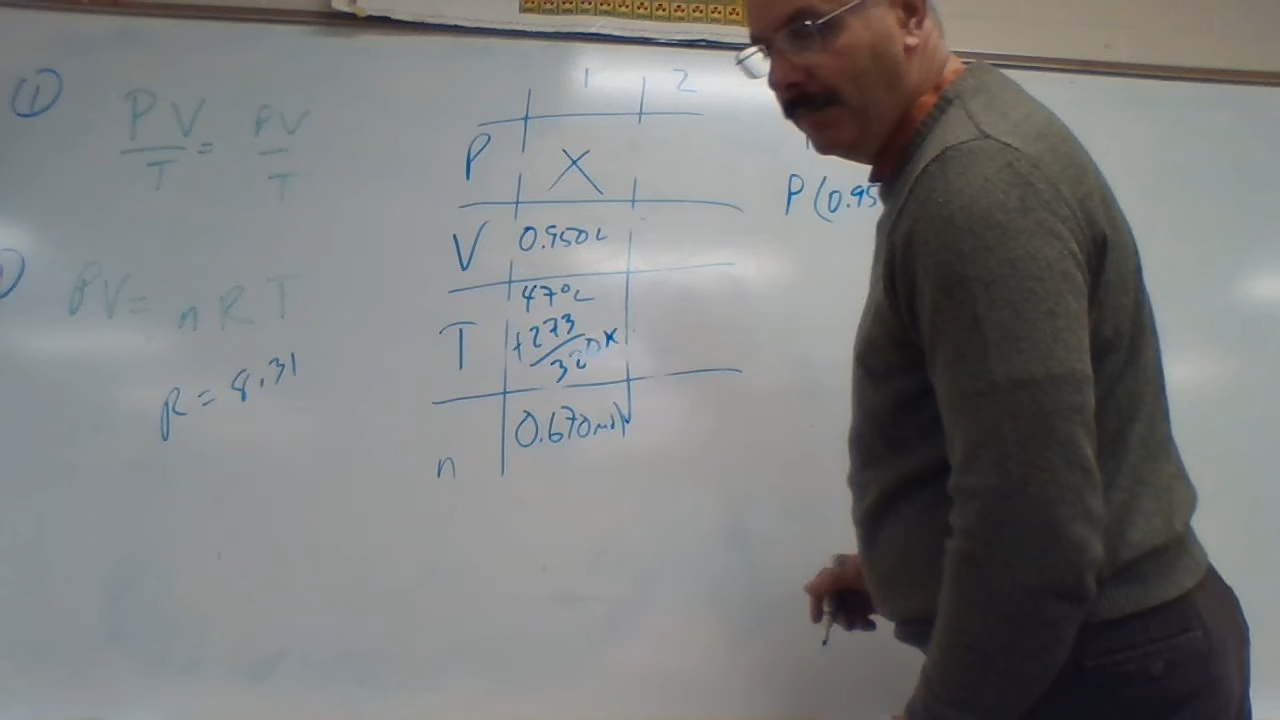 ①
PV/T = PV/T
PV = nRT
R = 8.31
1 2
P X
V 0.950L
T 47°C
+273
320K
n 0.670mol
P(0.95